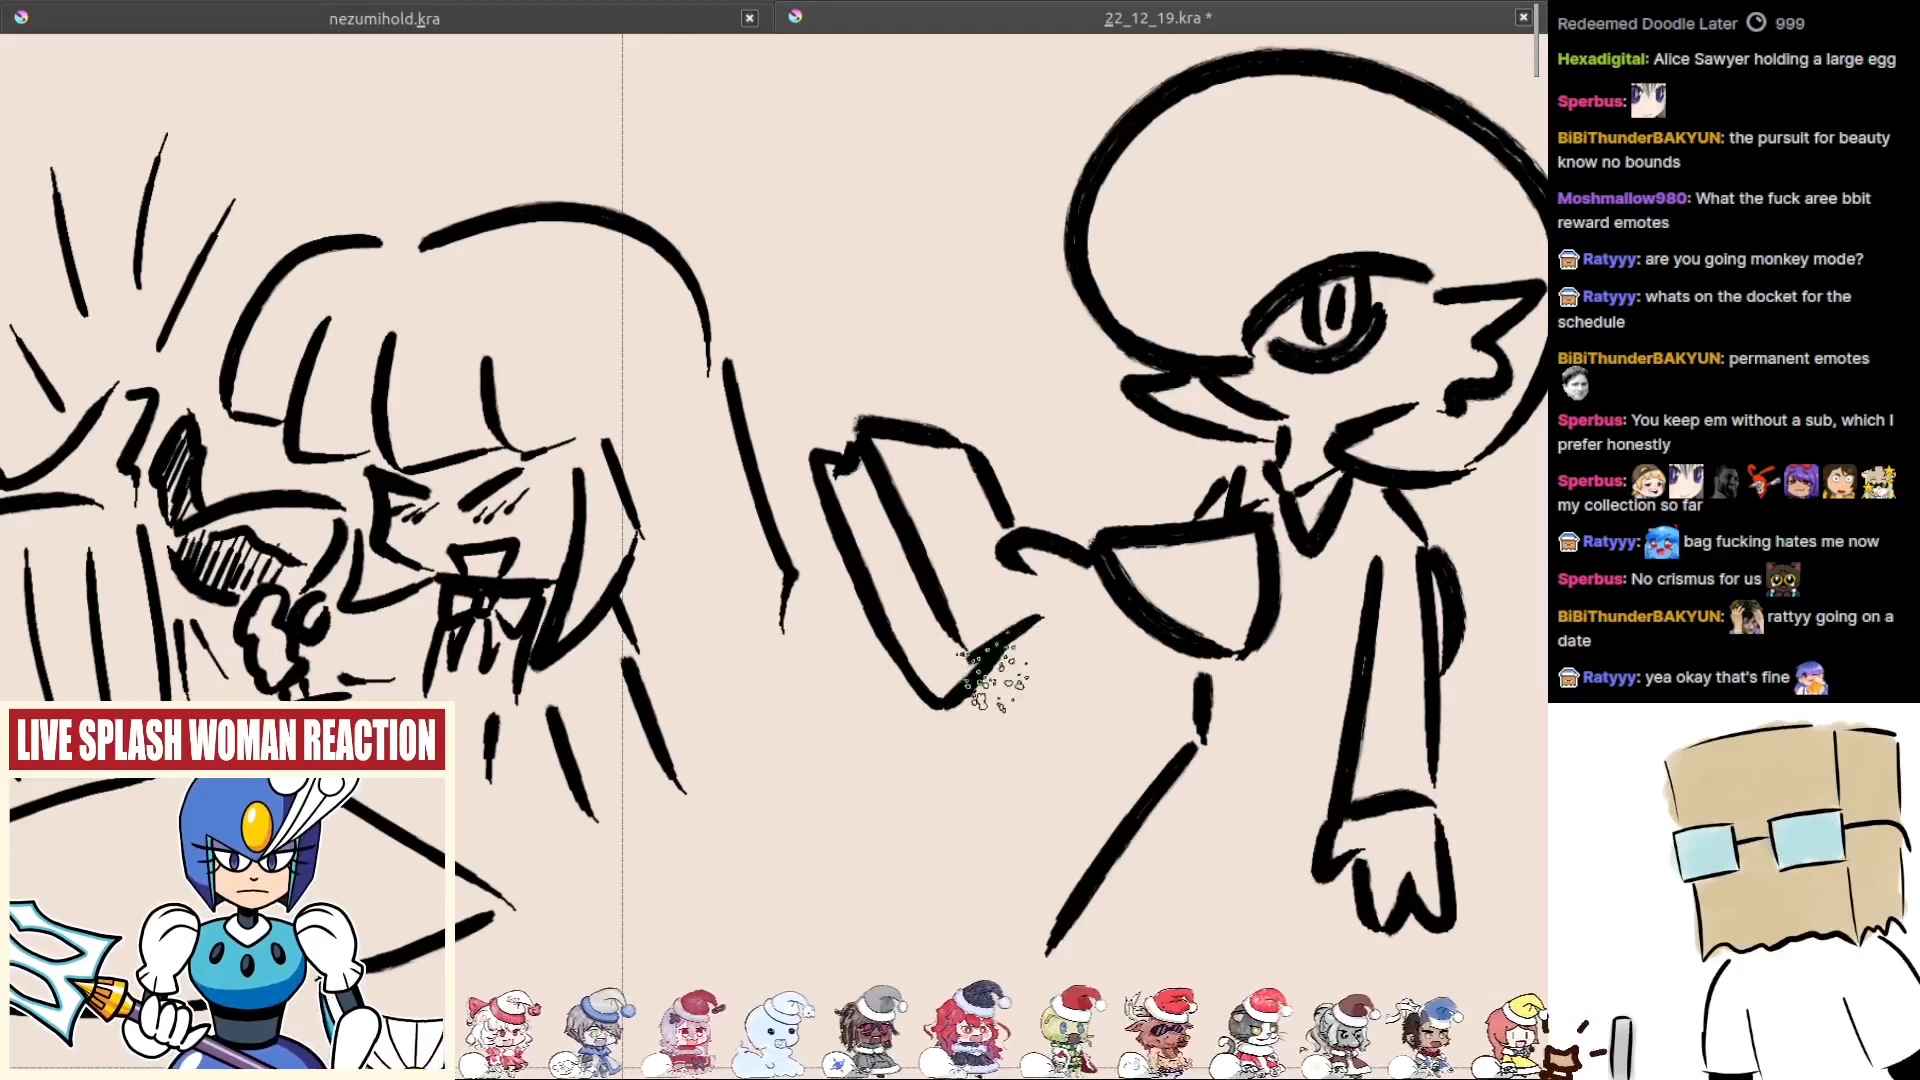 nezumihold.kra
22_12_19.kra *
Redeemed Doodle Later 999
Hexadigital: Alice Sawyer holding a large egg
Sperbus:
BiBiThunderBAKYUN: the pursuit for beauty
know no bounds
Moshmallow980: What the fuck aree bbit
reward emotes
Ratyyy: are you going monkey mode?
Ratyyy: whats on the docket for the
schedule
BiBiThunderBAKYUN: permanent emotes
Sperbus: You keep em without a sub, which I
prefer honestly
Sperbus:
my collection so far
Ratyyy: bag fucking hates me now
Sperbus: No crismus for us
BiBiThunderBAKYUN: rattyy going on a
date
Ratyyy: yea okay that's fine
LIVE SPLASH WOMAN REACTION